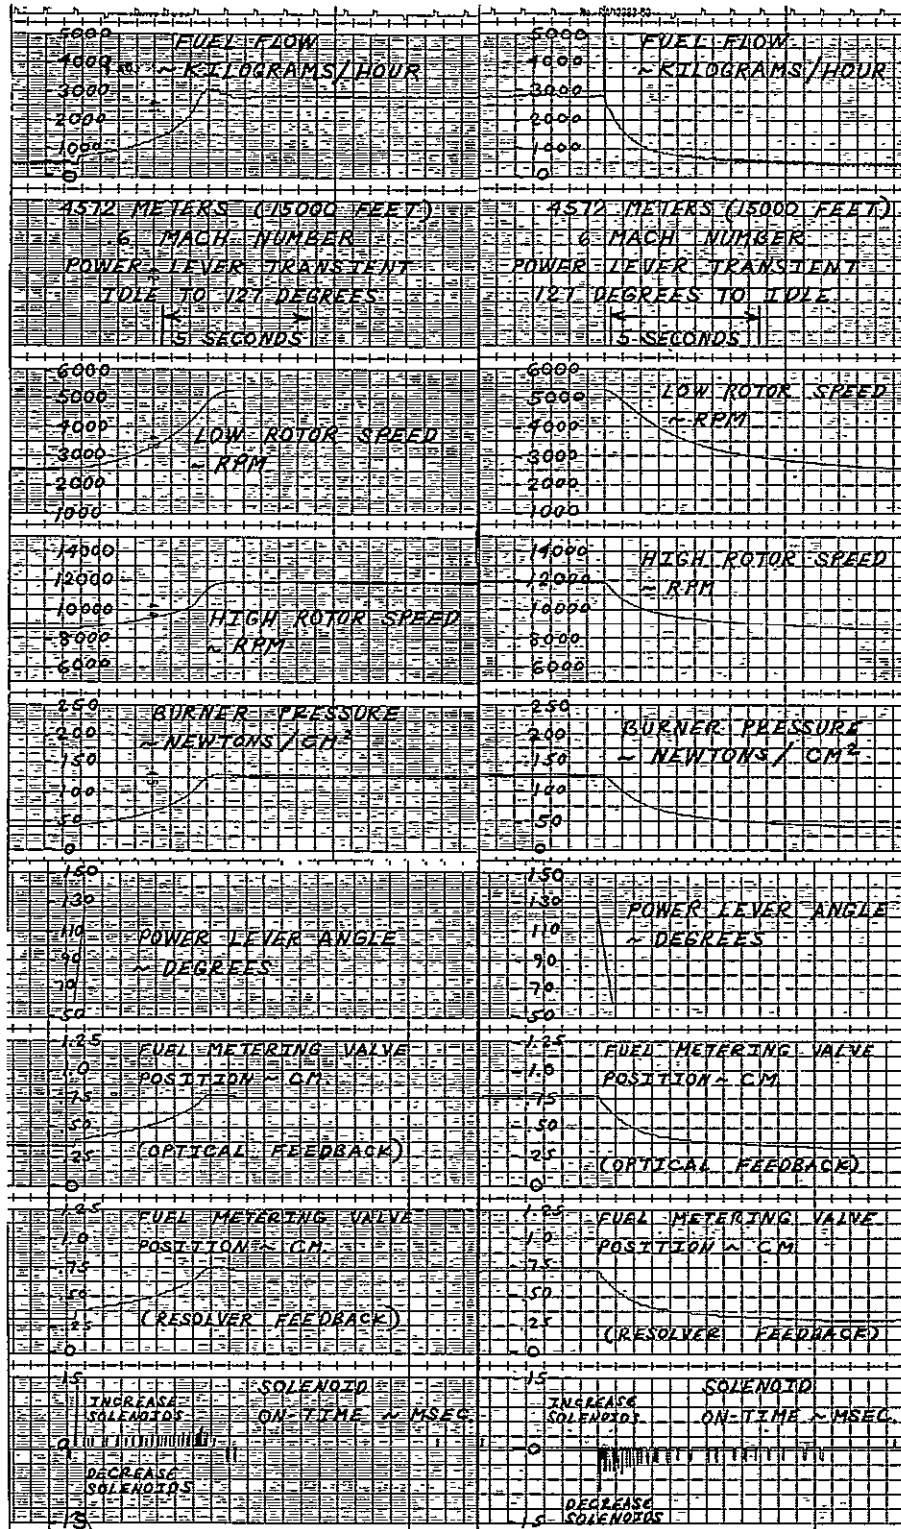 FUEL FLOW
~ KILOGRAMS/HOUR
5000
4000
3000
2000
1000
0
4572 METERS (15000 FEET)
.6 MACH NUMBER
POWER LEVER TRANSIENT
IDLE TO 127 DEGREES
5 SECONDS
6000
5000
4000
3000
2000
1000
LOW ROTOR SPEED
~ RPM
14000
12000
10000
8000
6000
HIGH ROTOR SPEED
~ RPM
250
200
150
100
50
0
BURNER PRESSURE
~ NEWTONS/CM²
150
130
110
90
70
50
POWER LEVER ANGLE
~ DEGREES
1.25
1.0
.75
.50
.25
0
FUEL METERING VALVE
POSITION ~ CM.
(OPTICAL FEEDBACK)
1.25
1.0
.75
.50
.25
0
FUEL METERING VALVE
POSITION ~ CM.
(RESOLVER FEEDBACK)
15
0
15
SOLENOID
ON-TIME ~ MSEC.
INCREASE
SOLENOIDS
DECREASE
SOLENOIDS
FUEL FLOW
~ KILOGRAMS/HOUR
5000
4000
3000
2000
1000
0
4572 METERS (15000 FEET)
.6 MACH NUMBER
POWER LEVER TRANSIENT
127 DEGREES TO IDLE
5 SECONDS
6000
5000
4000
3000
2000
1000
LOW ROTOR SPEED
~ RPM
14000
12000
10000
8000
6000
HIGH ROTOR SPEED
~ RPM
250
200
150
100
50
0
BURNER PRESSURE
~ NEWTONS/CM²
150
130
110
90
70
50
POWER LEVER ANGLE
~ DEGREES
1.25
1.0
.75
.50
.25
0
FUEL METERING VALVE
POSITION ~ CM
(OPTICAL FEEDBACK)
1.25
1.0
.75
.50
.25
0
FUEL METERING VALVE
POSITION ~ CM
(RESOLVER FEEDBACK)
15
0
15
SOLENOID
ON-TIME ~ MSEC.
INCREASE
SOLENOIDS
DECREASE
SOLENOIDS